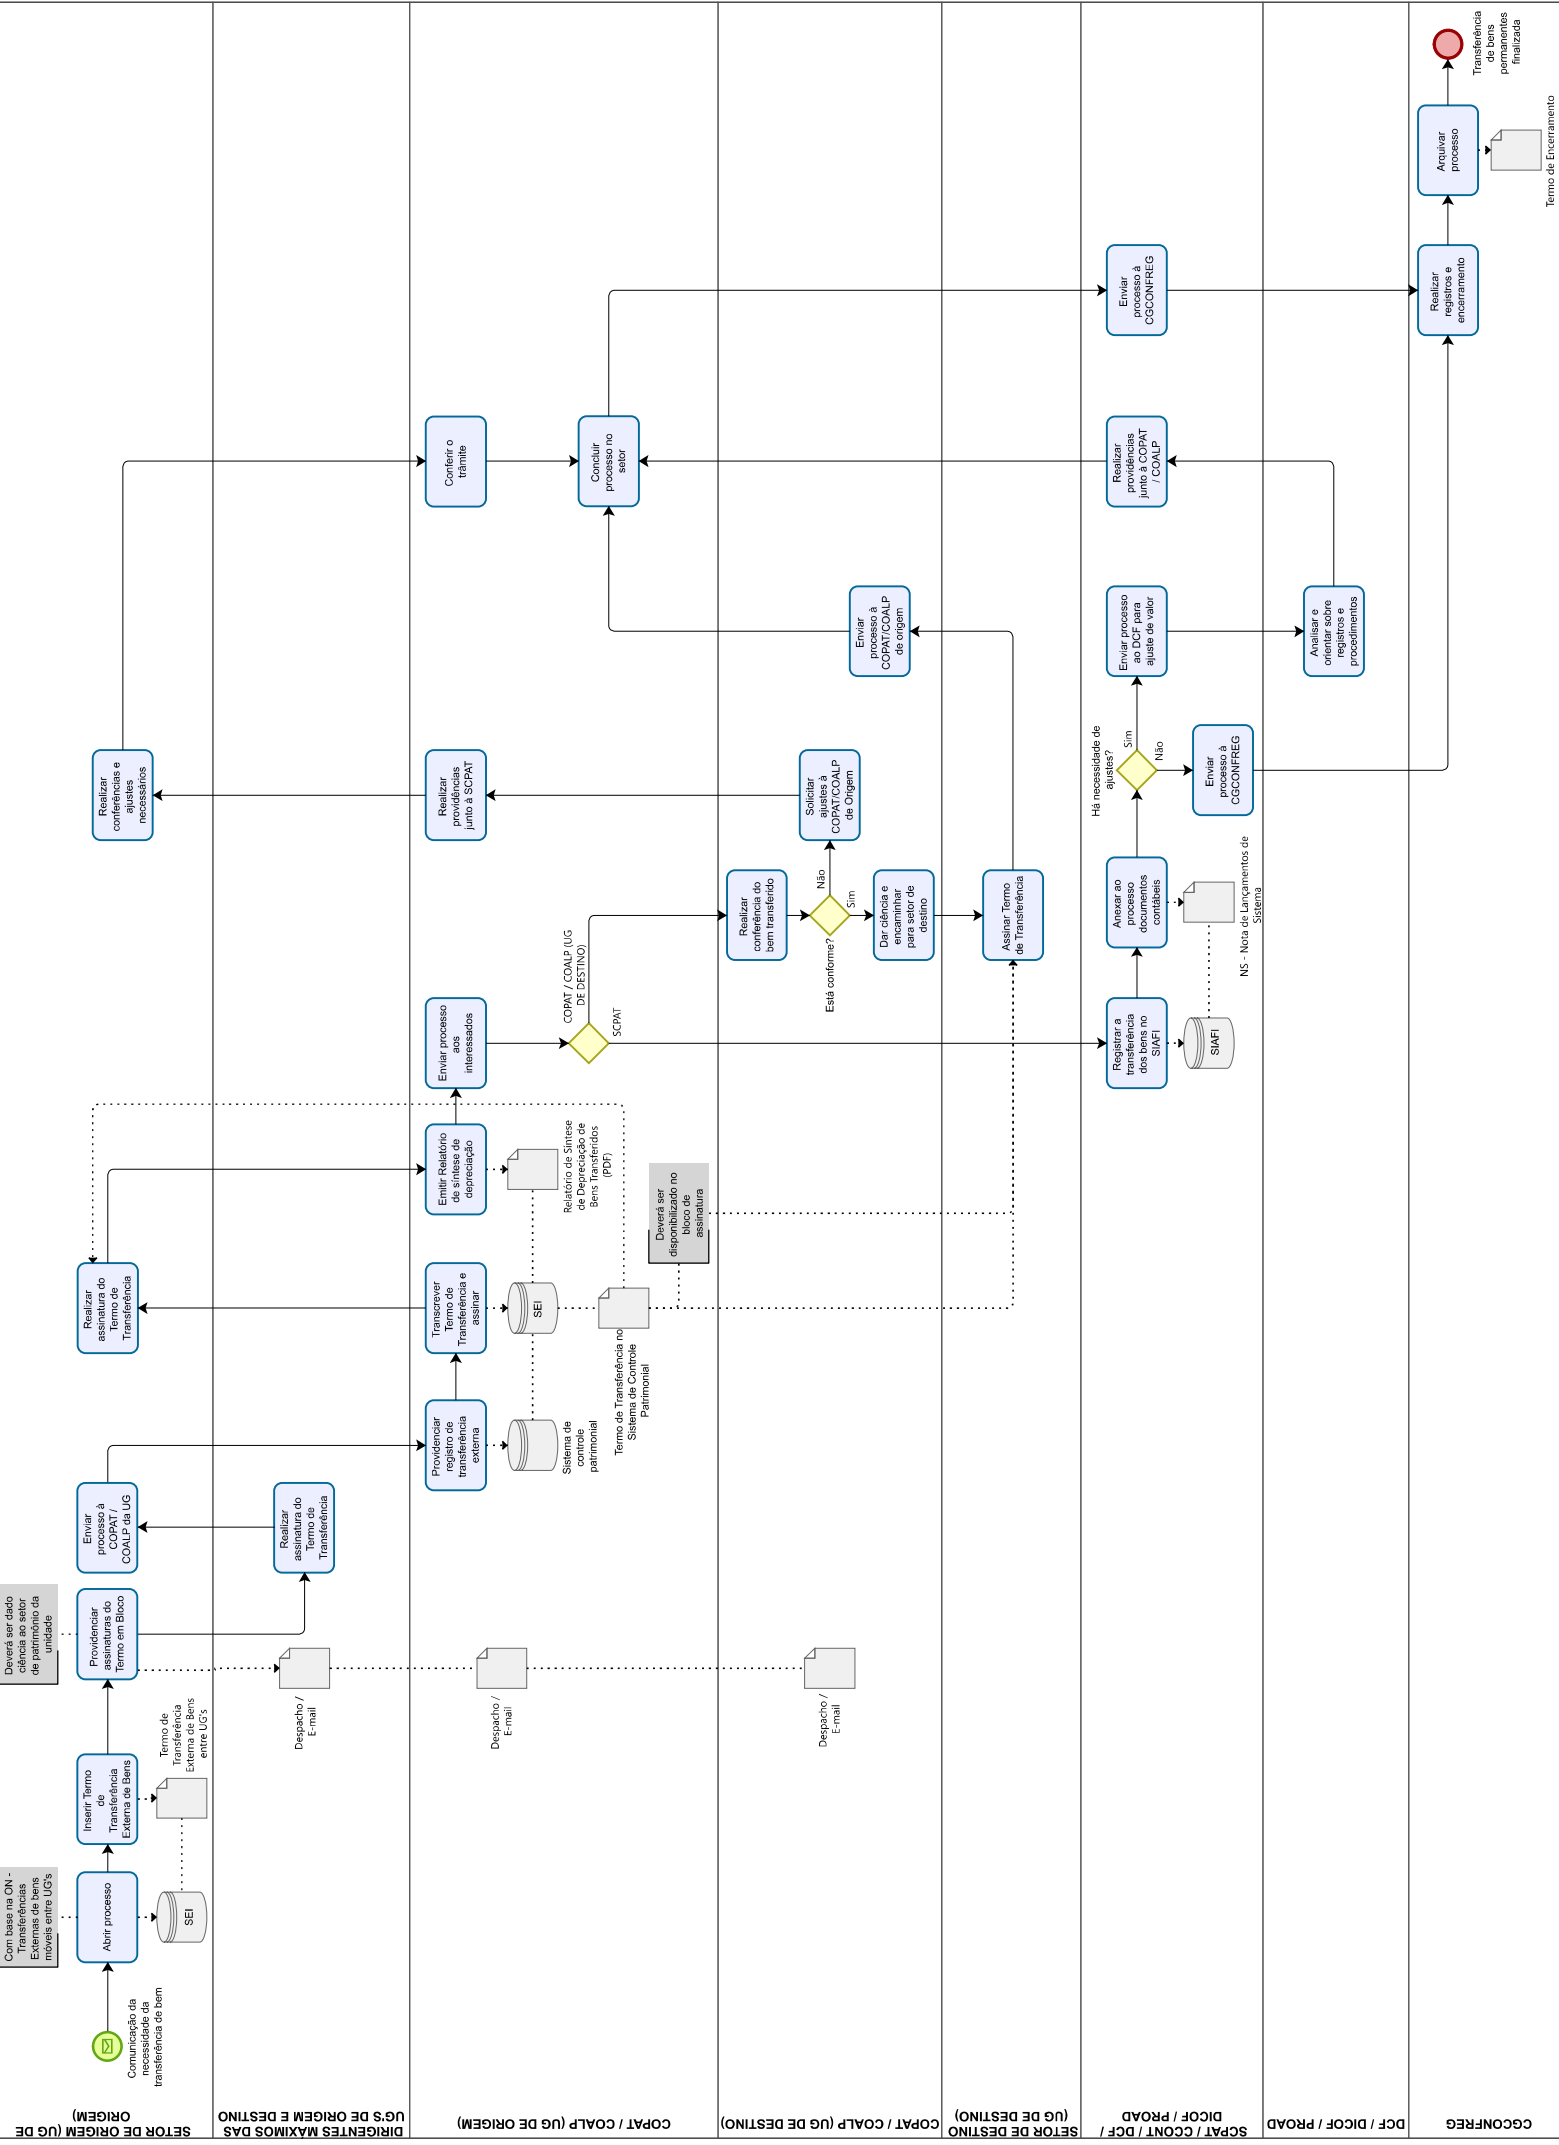 SETOR DE ORIGEM (UG DE
ORIGEM)
Comunicação da
necessidade da
transferência de bem
Com base na ON -
Transferências
Externas de bens
móveis entre UG's
Abrir processo
SEI
Inserir Termo
de
Transferência
Externa de Bens
Termo de
Transferência
Externa de Bens
entre UG's
Deverá ser dado
ciência ao setor
de patrimônio da
unidade
Providenciar
assinaturas do
Termo em Bloco
Enviar
processo à
COPAT /
COALP da UG
Realizar
assinatura do
Termo de
Transferência
Realizar
conferências e
ajustes
necessários
DIRIGENTES MÁXIMOS DAS
UG'S DE ORIGEM E DESTINO
Despacho /
E-mail
Realizar
assinatura do
Termo de
Transferência
COPAT / COALP (UG DE ORIGEM)
Despacho /
E-mail
Providenciar
registro de
transferência
externa
Sistema de
controle
patrimonial
Transcrever
Termo de
Transferência e
assinar
SEI
Termo de Transferência no
Sistema de Controle
Patrimonial
Emitir Relatório
de síntese de
depreciação
Relatório de Síntese
de Depreciação de
Bens Transferidos
(PDF)
Deverá ser
disponibilizado no
bloco de
assinatura
Enviar processo
aos
interessados
COPAT / COALP (UG
DE DESTINO)
SCPAT
Realizar
providências
junto à SCPAT
Conferir o
trâmite
Concluir
processo no
setor
COPAT / COALP (UG DE DESTINO)
Despacho /
E-mail
Realizar
conferência do
bem transferido
Está conforme?
Não
Sim
Solicitar
ajustes à
COPAT/COALP
de Origem
Dar ciência e
encaminhar
para setor de
destino
Enviar
processo à
COPAT/COALP
de origem
SETOR DE DESTINO
(UG DE DESTINO)
Assinar Termo
de Transferência
SCPAT / CCONT / DCF /
DICOF / PROAD
Registrar a
transferência
dos bens no
SIAFI
SIAFI
Anexar ao
processo
documentos
contábeis
NS - Nota de Lançamentos de
Sistema
Há necessidade de
ajustes?
Sim
Não
Enviar
processo à
CGCONFREG
Enviar processo
ao DCF para
ajuste de valor
Realizar
providências
junto à COPAT
/ COALP
Enviar
processo à
CGCONFREG
DCF / DICOF / PROAD
Analisar e
orientar sobre
registros e
procedimentos
CGCONFREG
Realizar
registros e
encerramento
Arquivar
processo
Termo de Encerramento
Transferência
de bens
permanentes
finalizada